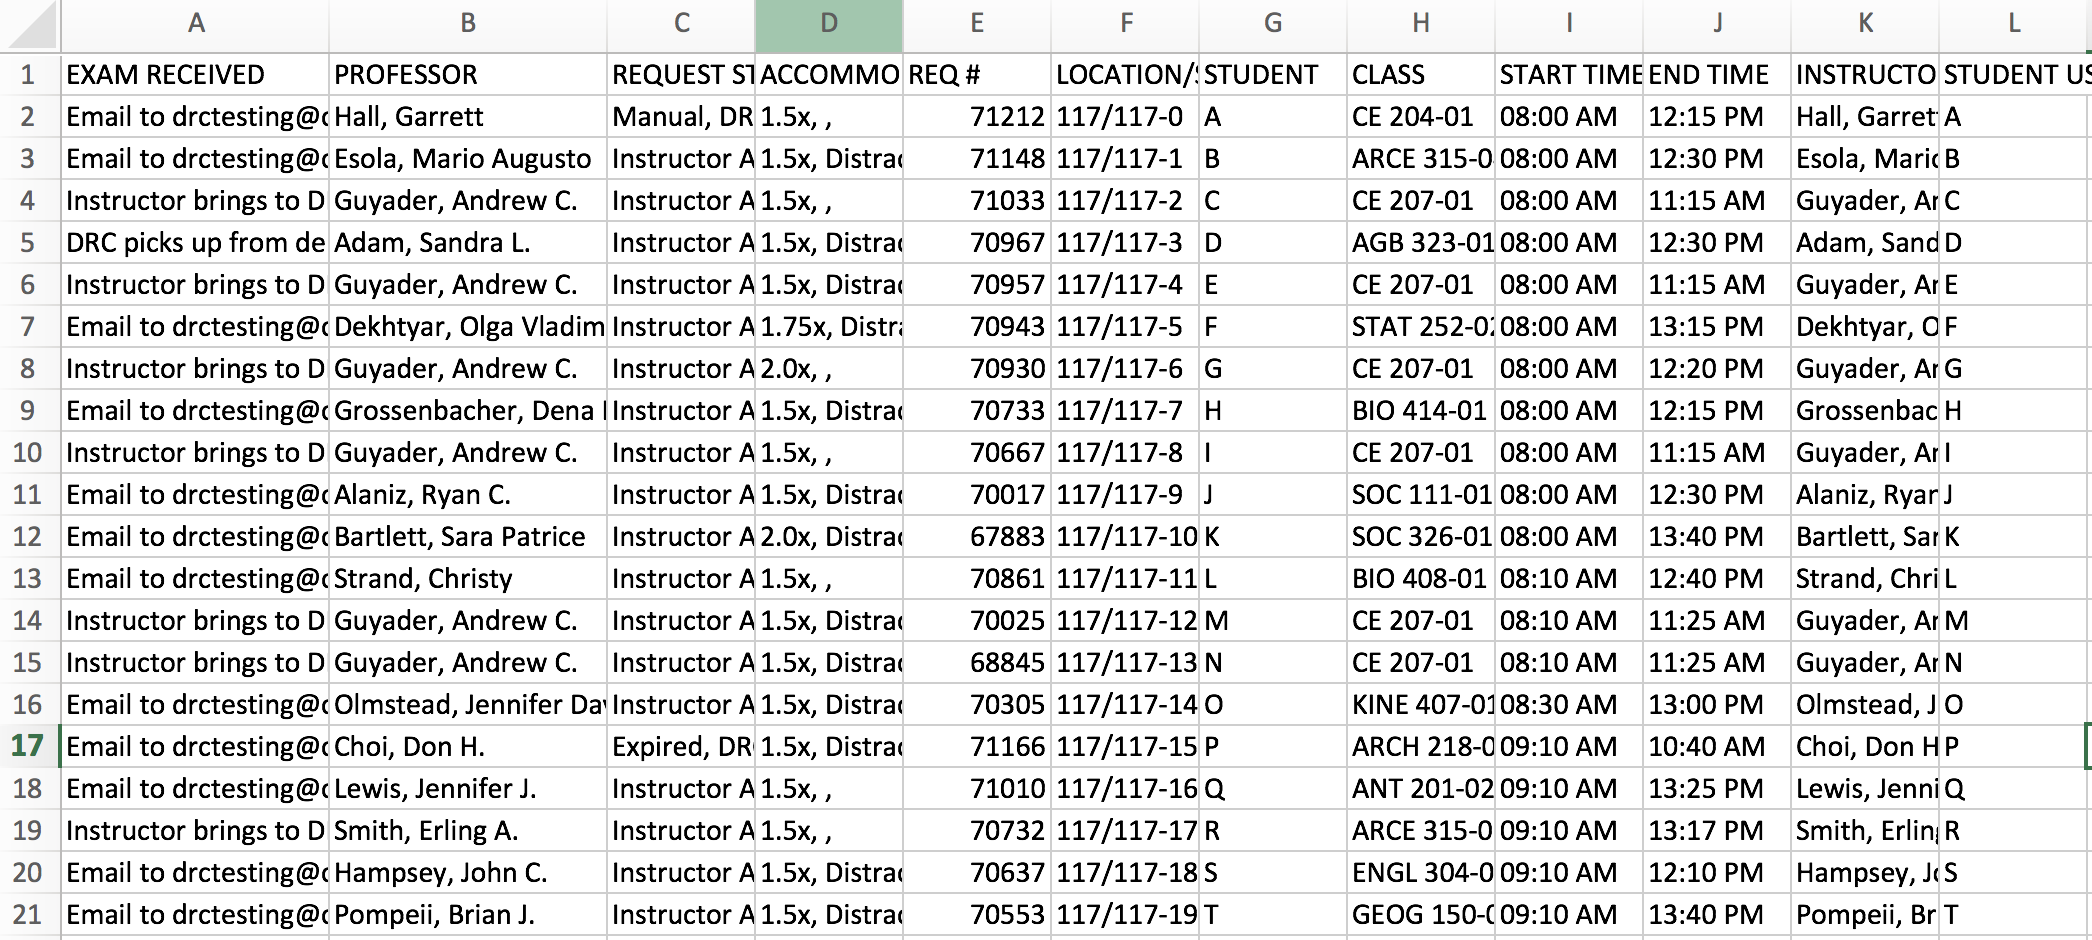 A B C D E F G H I J K L
1 EXAM RECEIVED PROFESSOR REQUEST ST ACCOMMO REQ # LOCATION/S STUDENT CLASS START TIME END TIME INSTRUCTO STUDENT US
2 Email to drctesting@c Hall, Garrett Manual, DR 1.5x, , 71212 117/117-0 A CE 204-01 08:00 AM 12:15 PM Hall, Garret A
3 Email to drctesting@c Esola, Mario Augusto Instructor A 1.5x, Distrac 71148 117/117-1 B ARCE 315-0 08:00 AM 12:30 PM Esola, Maric B
4 Instructor brings to D Guyader, Andrew C. Instructor A 1.5x, , 71033 117/117-2 C CE 207-01 08:00 AM 11:15 AM Guyader, An C
5 DRC picks up from de Adam, Sandra L. Instructor A 1.5x, Distrac 70967 117/117-3 D AGB 323-01 08:00 AM 12:30 PM Adam, Sand D
6 Instructor brings to D Guyader, Andrew C. Instructor A 1.5x, Distrac 70957 117/117-4 E CE 207-01 08:00 AM 11:15 AM Guyader, An E
7 Email to drctesting@c Dekhtyar, Olga Vladim Instructor A 1.75x, Distra 70943 117/117-5 F STAT 252-02 08:00 AM 13:15 PM Dekhtyar, O F
8 Instructor brings to D Guyader, Andrew C. Instructor A 2.0x, , 70930 117/117-6 G CE 207-01 08:00 AM 12:20 PM Guyader, An G
9 Email to drctesting@c Grossenbacher, Dena Instructor A 1.5x, Distrac 70733 117/117-7 H BIO 414-01 08:00 AM 12:15 PM Grossenbac H
10 Instructor brings to D Guyader, Andrew C. Instructor A 1.5x, , 70667 117/117-8 I CE 207-01 08:00 AM 11:15 AM Guyader, An I
11 Email to drctesting@c Alaniz, Ryan C. Instructor A 1.5x, Distrac 70017 117/117-9 J SOC 111-01 08:00 AM 12:30 PM Alaniz, Ryan J
12 Email to drctesting@c Bartlett, Sara Patrice Instructor A 2.0x, Distrac 67883 117/117-10 K SOC 326-01 08:00 AM 13:40 PM Bartlett, Sar K
13 Email to drctesting@c Strand, Christy Instructor A 1.5x, , 70861 117/117-11 L BIO 408-01 08:10 AM 12:40 PM Strand, Chri L
14 Instructor brings to D Guyader, Andrew C. Instructor A 1.5x, Distrac 70025 117/117-12 M CE 207-01 08:10 AM 11:25 AM Guyader, An M
15 Instructor brings to D Guyader, Andrew C. Instructor A 1.5x, Distrac 68845 117/117-13 N CE 207-01 08:10 AM 11:25 AM Guyader, An N
16 Email to drctesting@c Olmstead, Jennifer Dav Instructor A 1.5x, Distrac 70305 117/117-14 O KINE 407-01 08:30 AM 13:00 PM Olmstead, J O
17 Email to drctesting@c Choi, Don H. Expired, DR 1.5x, Distrac 71166 117/117-15 P ARCH 218-0 09:10 AM 10:40 AM Choi, Don H P
18 Email to drctesting@c Lewis, Jennifer J. Instructor A 1.5x, , 71010 117/117-16 Q ANT 201-02 09:10 AM 13:25 PM Lewis, Jenni Q
19 Instructor brings to D Smith, Erling A. Instructor A 1.5x, , 70732 117/117-17 R ARCE 315-0 09:10 AM 13:17 PM Smith, Erling R
20 Email to drctesting@c Hampsey, John C. Instructor A 1.5x, Distrac 70637 117/117-18 S ENGL 304-0 09:10 AM 12:10 PM Hampsey, Jo S
21 Email to drctesting@c Pompeii, Brian J. Instructor A 1.5x, Distrac 70553 117/117-19 T GEOG 150-0 09:10 AM 13:40 PM Pompeii, Br T